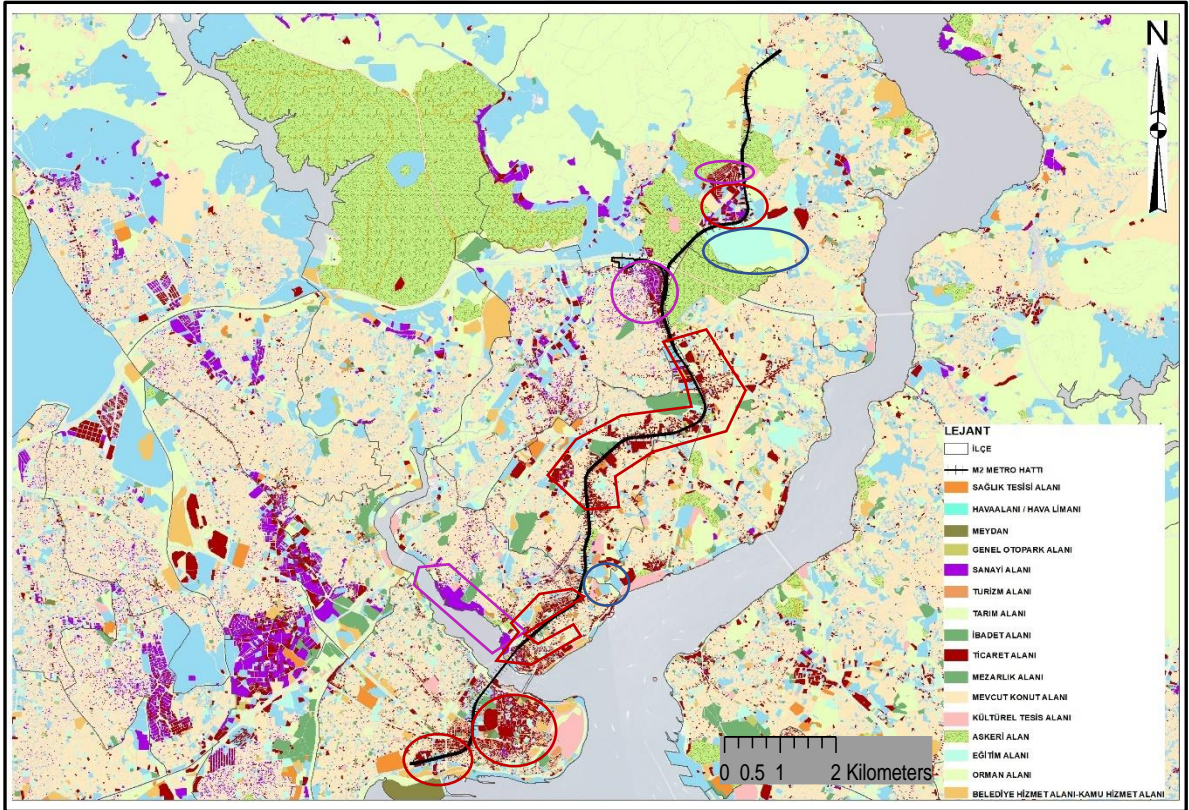 N
LEJANT
İLÇE
M2 METRO HATTI
SAĞLIK TESİSİ ALANI
HAVAALANI / HAVA LİMANI
MEYDAN
GENEL OTOPARK ALANI
SANAYİ ALANI
TURİZM ALANI
TARIM ALANI
İBADET ALANI
TİCARET ALANI
MEZARLIK ALANI
MEVCUT KONUT ALANI
KÜLTÜREL TESİS ALANI
ASKERİ ALAN
EĞİTİM ALANI
ORMAN ALANI
BELEDİYE HİZMET ALANI-KAMU HİZMET ALANI
0 0.5 1 2 Kilometers